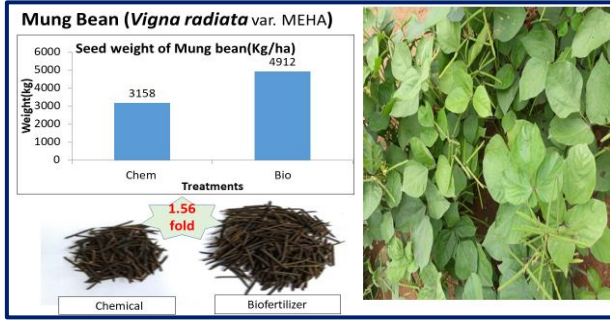 Mung Bean (Vigna radiata var. MEHA)
Seed weight of Mung bean(Kg/ha)
Weight(kg)
6000
5000
4000
3000
2000
1000
0
3158
4912
Chem
Bio
Treatments
1.56
fold
Chemical
Biofertilizer